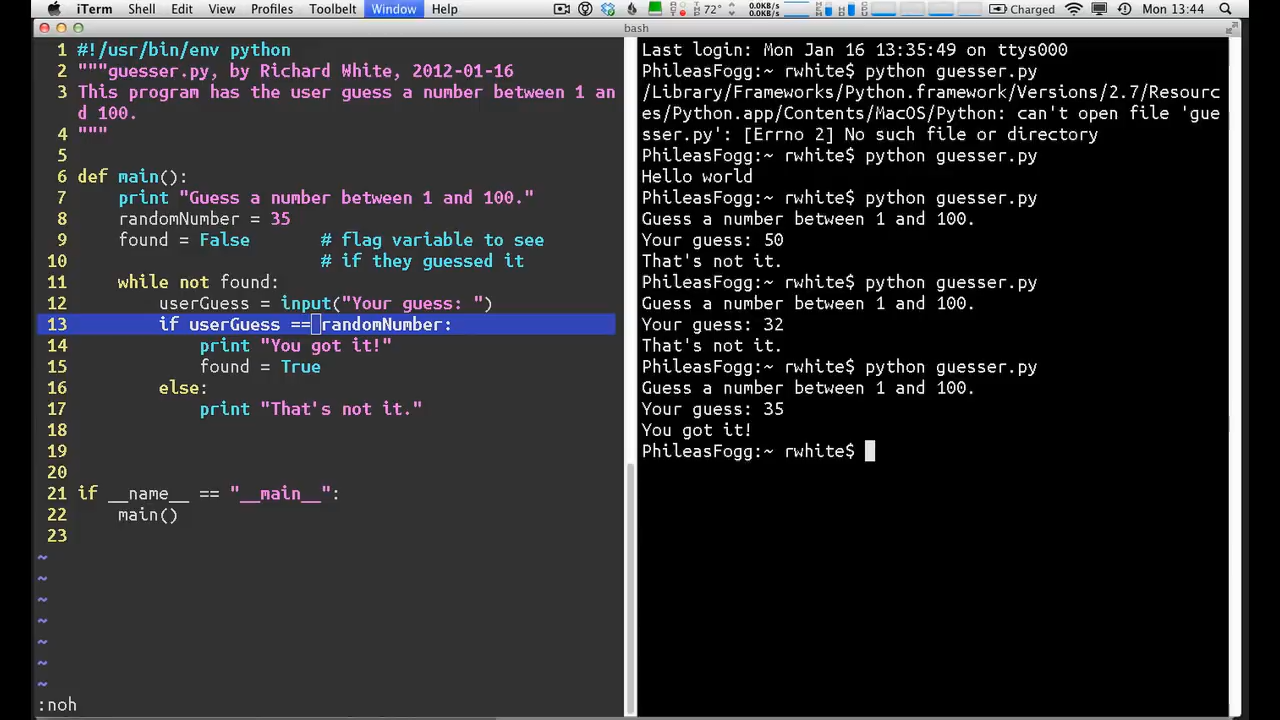 iTerm Shell Edit View Profiles Toolbelt Window Help 72° 0.0KB/s 0.0KB/s Charged Mon 13:44
bash
1 #!/usr/bin/env python
2 """guesser.py, by Richard White, 2012-01-16
3 This program has the user guess a number between 1 an
d 100.
4 """
5
6 def main():
7 print "Guess a number between 1 and 100."
8 randomNumber = 35
9 found = False # flag variable to see
10 # if they guessed it
11 while not found:
12 userGuess = input("Your guess: ")
13 if userGuess == randomNumber:
14 print "You got it!"
15 found = True
16 else:
17 print "That's not it."
18
19
20
21 if __name__ == "__main__":
22 main()
23
~
~
~
~
~
~
~
:noh
Last login: Mon Jan 16 13:35:49 on ttys000
PhileasFogg:~ rwhite$ python guesser.py
/Library/Frameworks/Python.framework/Versions/2.7/Resourc
es/Python.app/Contents/MacOS/Python: can't open file 'gue
sser.py': [Errno 2] No such file or directory
PhileasFogg:~ rwhite$ python guesser.py
Hello world
PhileasFogg:~ rwhite$ python guesser.py
Guess a number between 1 and 100.
Your guess: 50
That's not it.
PhileasFogg:~ rwhite$ python guesser.py
Guess a number between 1 and 100.
Your guess: 32
That's not it.
PhileasFogg:~ rwhite$ python guesser.py
Guess a number between 1 and 100.
Your guess: 35
You got it!
PhileasFogg:~ rwhite$